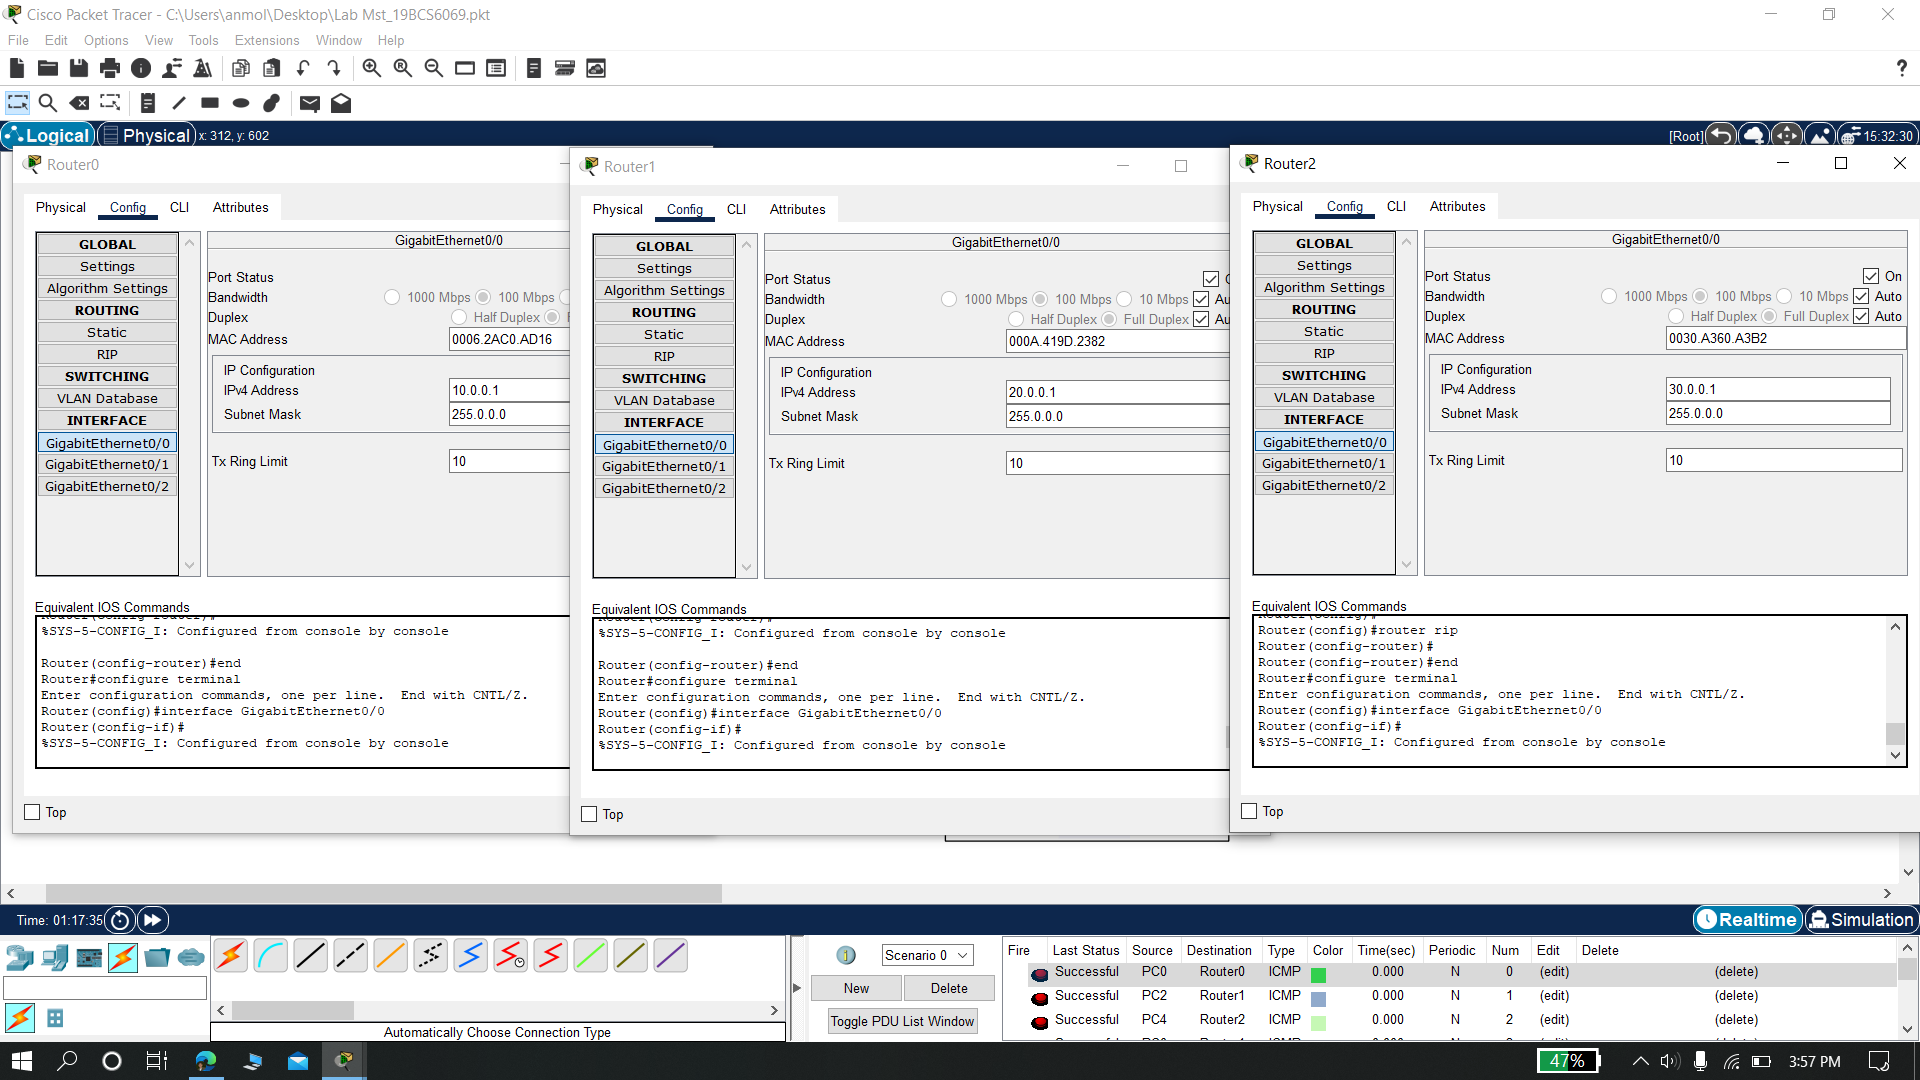 Cisco Packet Tracer - C:\Users\anmol\Desktop\Lab Mst_19BCS6069.pkt
File Edit Options View Tools Extensions Window Help
?
Logical Physical x: 312, y: 602
[Root] 15:32:30
Router0
Physical Config CLI Attributes
GLOBAL
Settings
Algorithm Settings
ROUTING
Static
RIP
SWITCHING
VLAN Database
INTERFACE
GigabitEthernet0/0
GigabitEthernet0/1
GigabitEthernet0/2
GigabitEthernet0/0
Port Status
Bandwidth 1000 Mbps 100 Mbps
Duplex Half Duplex
MAC Address 0006.2AC0.AD16
IP Configuration
IPv4 Address 10.0.0.1
Subnet Mask 255.0.0.0
Tx Ring Limit 10
Equivalent IOS Commands
%SYS-5-CONFIG_I: Configured from console by console
Router(config-router)#end
Router#configure terminal
Enter configuration commands, one per line. End with CNTL/Z.
Router(config)#interface GigabitEthernet0/0
Router(config-if)#
%SYS-5-CONFIG_I: Configured from console by console
Top
Router1
Physical Config CLI Attributes
GLOBAL
Settings
Algorithm Settings
ROUTING
Static
RIP
SWITCHING
VLAN Database
INTERFACE
GigabitEthernet0/0
GigabitEthernet0/1
GigabitEthernet0/2
GigabitEthernet0/0
Port Status
Bandwidth 1000 Mbps 100 Mbps 10 Mbps Au
Duplex Half Duplex Full Duplex Au
MAC Address 000A.419D.2382
IP Configuration
IPv4 Address 20.0.0.1
Subnet Mask 255.0.0.0
Tx Ring Limit 10
Equivalent IOS Commands
%SYS-5-CONFIG_I: Configured from console by console
Router(config-router)#end
Router#configure terminal
Enter configuration commands, one per line. End with CNTL/Z.
Router(config)#interface GigabitEthernet0/0
Router(config-if)#
%SYS-5-CONFIG_I: Configured from console by console
Top
Router2
Physical Config CLI Attributes
GLOBAL
Settings
Algorithm Settings
ROUTING
Static
RIP
SWITCHING
VLAN Database
INTERFACE
GigabitEthernet0/0
GigabitEthernet0/1
GigabitEthernet0/2
GigabitEthernet0/0
Port Status On
Bandwidth 1000 Mbps 100 Mbps 10 Mbps Auto
Duplex Half Duplex Full Duplex Auto
MAC Address 0030.A360.A3B2
IP Configuration
IPv4 Address 30.0.0.1
Subnet Mask 255.0.0.0
Tx Ring Limit 10
Equivalent IOS Commands
Router(config)#router rip
Router(config-router)#
Router(config-router)#end
Router#configure terminal
Enter configuration commands, one per line. End with CNTL/Z.
Router(config)#interface GigabitEthernet0/0
Router(config-if)#
%SYS-5-CONFIG_I: Configured from console by console
Top
Time: 01:17:35
Realtime Simulation
Automatically Choose Connection Type
Scenario 0
New Delete
Toggle PDU List Window
Fire Last Status Source Destination Type Color Time(sec) Periodic Num Edit Delete
Successful PC0 Router0 ICMP 0.000 N 0 (edit) (delete)
Successful PC2 Router1 ICMP 0.000 N 1 (edit) (delete)
Successful PC4 Router2 ICMP 0.000 N 2 (edit) (delete)
47% 3:57 PM